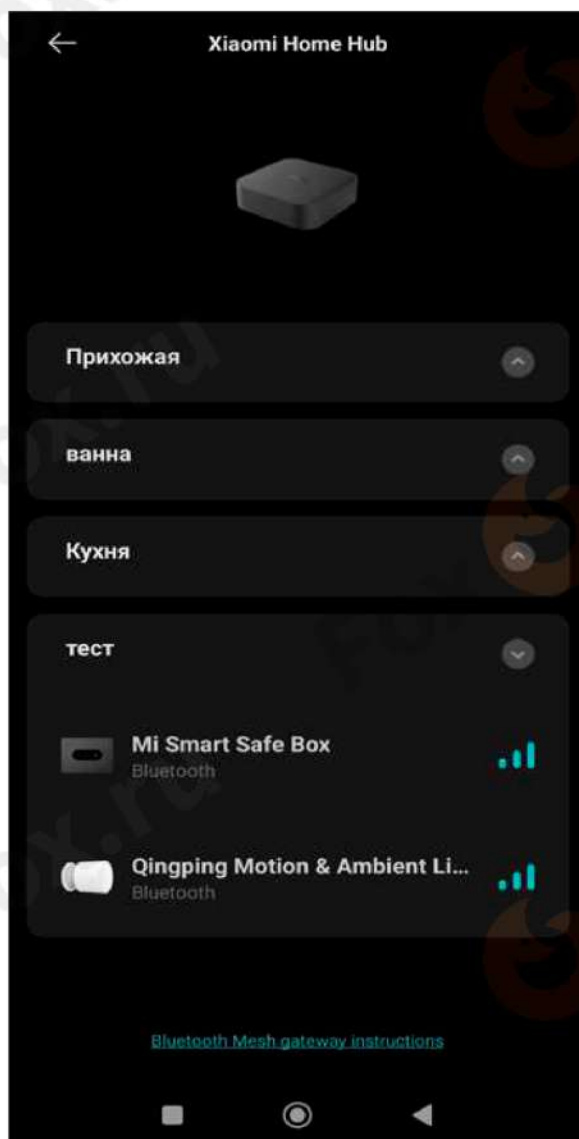 Xiaomi Home Hub
Прихожая
ванна
Кухня
тест
Mi Smart Safe Box
Bluetooth
Qingping Motion & Ambient Li...
Bluetooth
Bluetooth Mesh gateway instructions